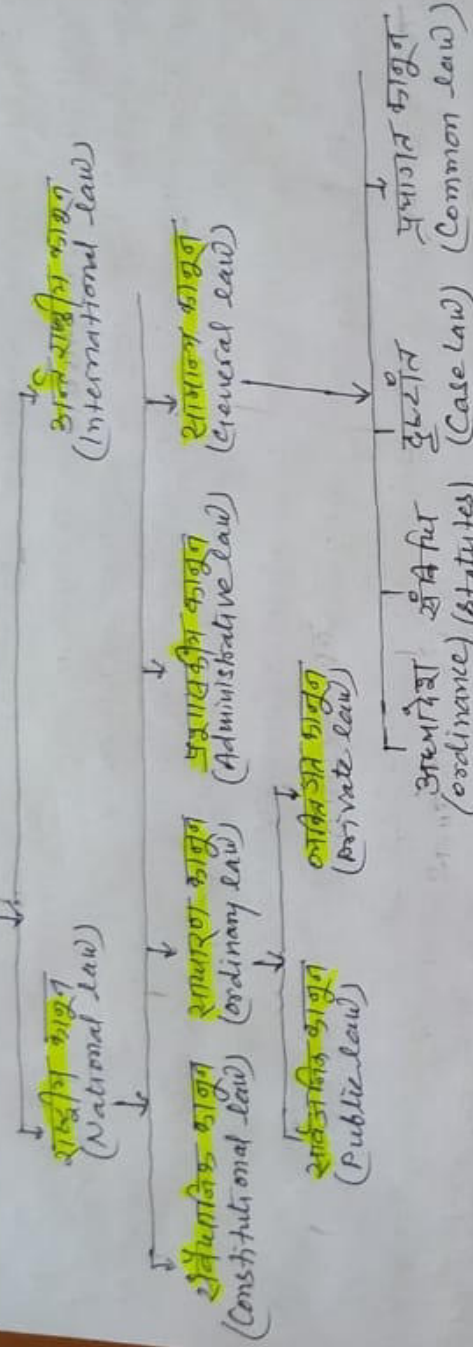 राष्ट्रीय कानून
(National law)
अन्तर्राष्ट्रीय कानून
(International law)
संवैधानिक कानून
(Constitutional law)
साधारण कानून
(ordinary law)
प्रशासकीय कानून
(Administrative law)
सामान्य कानून
(General law)
सार्वजनिक कानून
(Public law)
व्यक्तिगत कानून
(Private law)
अध्यादेश
(ordinance)
संविधि
(statutes)
दृष्टांत
(Case law)
प्रथागत कानून
(Common law)